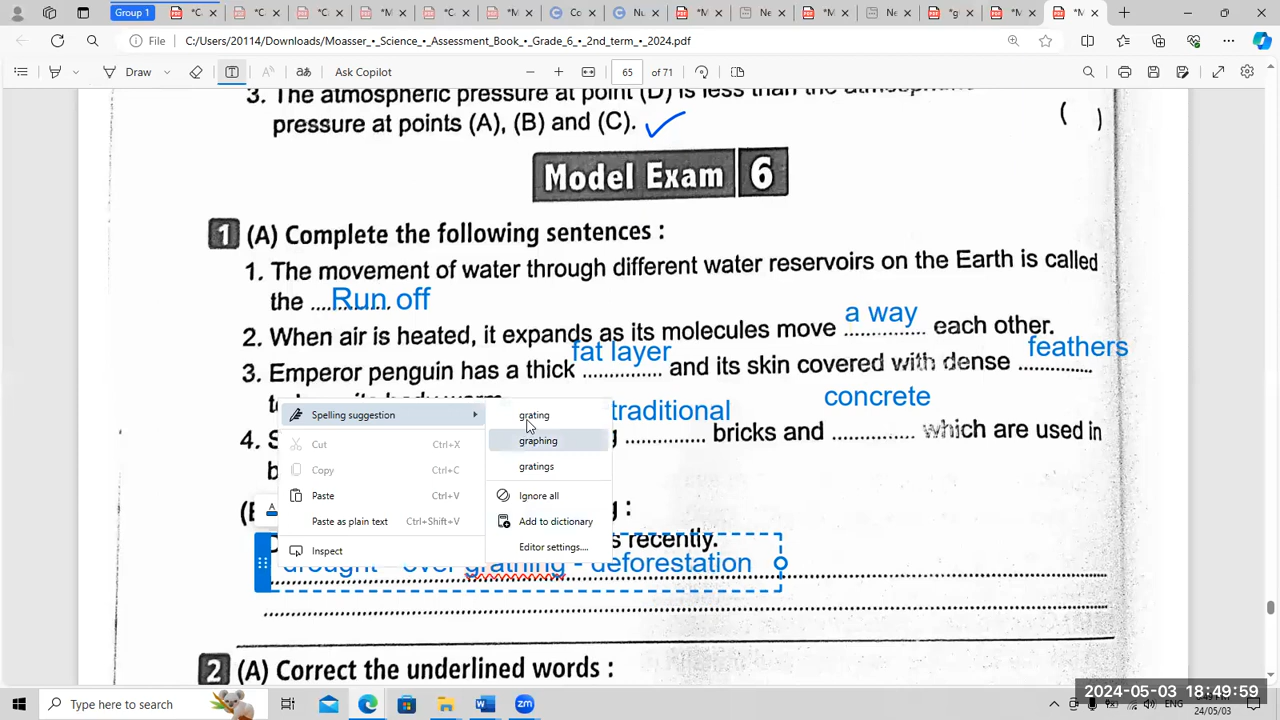 Group 1
File C:/Users/20114/Downloads/Moasser_•_Science_•_Assessment_Book_•_Grade_6_•_2nd_term_•_2024.pdf
Draw Ask Copilot 65 of 71
3. The atmospheric pressure at point (D) is less than the atmospheric
pressure at points (A), (B) and (C). ( )
Model Exam 6
1 (A) Complete the following sentences :
1. The movement of water through different water reservoirs on the Earth is called
the .......... Run off
2. When air is heated, it expands as its molecules move a way each other.
3. Emperor penguin has a thick fat layer and its skin covered with dense feathers
traditional bricks and concrete which are used in
Spelling suggestion
Cut Ctrl+X
Copy Ctrl+C
Paste Ctrl+V
Paste as plain text Ctrl+Shift+V
Inspect
grating
graphing
gratings
Ignore all
Add to dictionary
Editor settings....
s recently.
drought - over grathing - deforestation
2 (A) Correct the underlined words :
Type here to search
ENG
24/05/03
2024-05-03 18:49:59